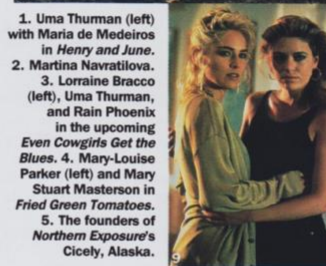 1. Uma Thurman (left)
with Maria de Medeiros
in Henry and June.
2. Martina Navratilova.
3. Lorraine Bracco
(left), Uma Thurman,
and Rain Phoenix
in the upcoming
Even Cowgirls Get the
Blues. 4. Mary-Louise
Parker (left) and Mary
Stuart Masterson in
Fried Green Tomatoes.
5. The founders of
Northern Exposure's
Cicely, Alaska.
9